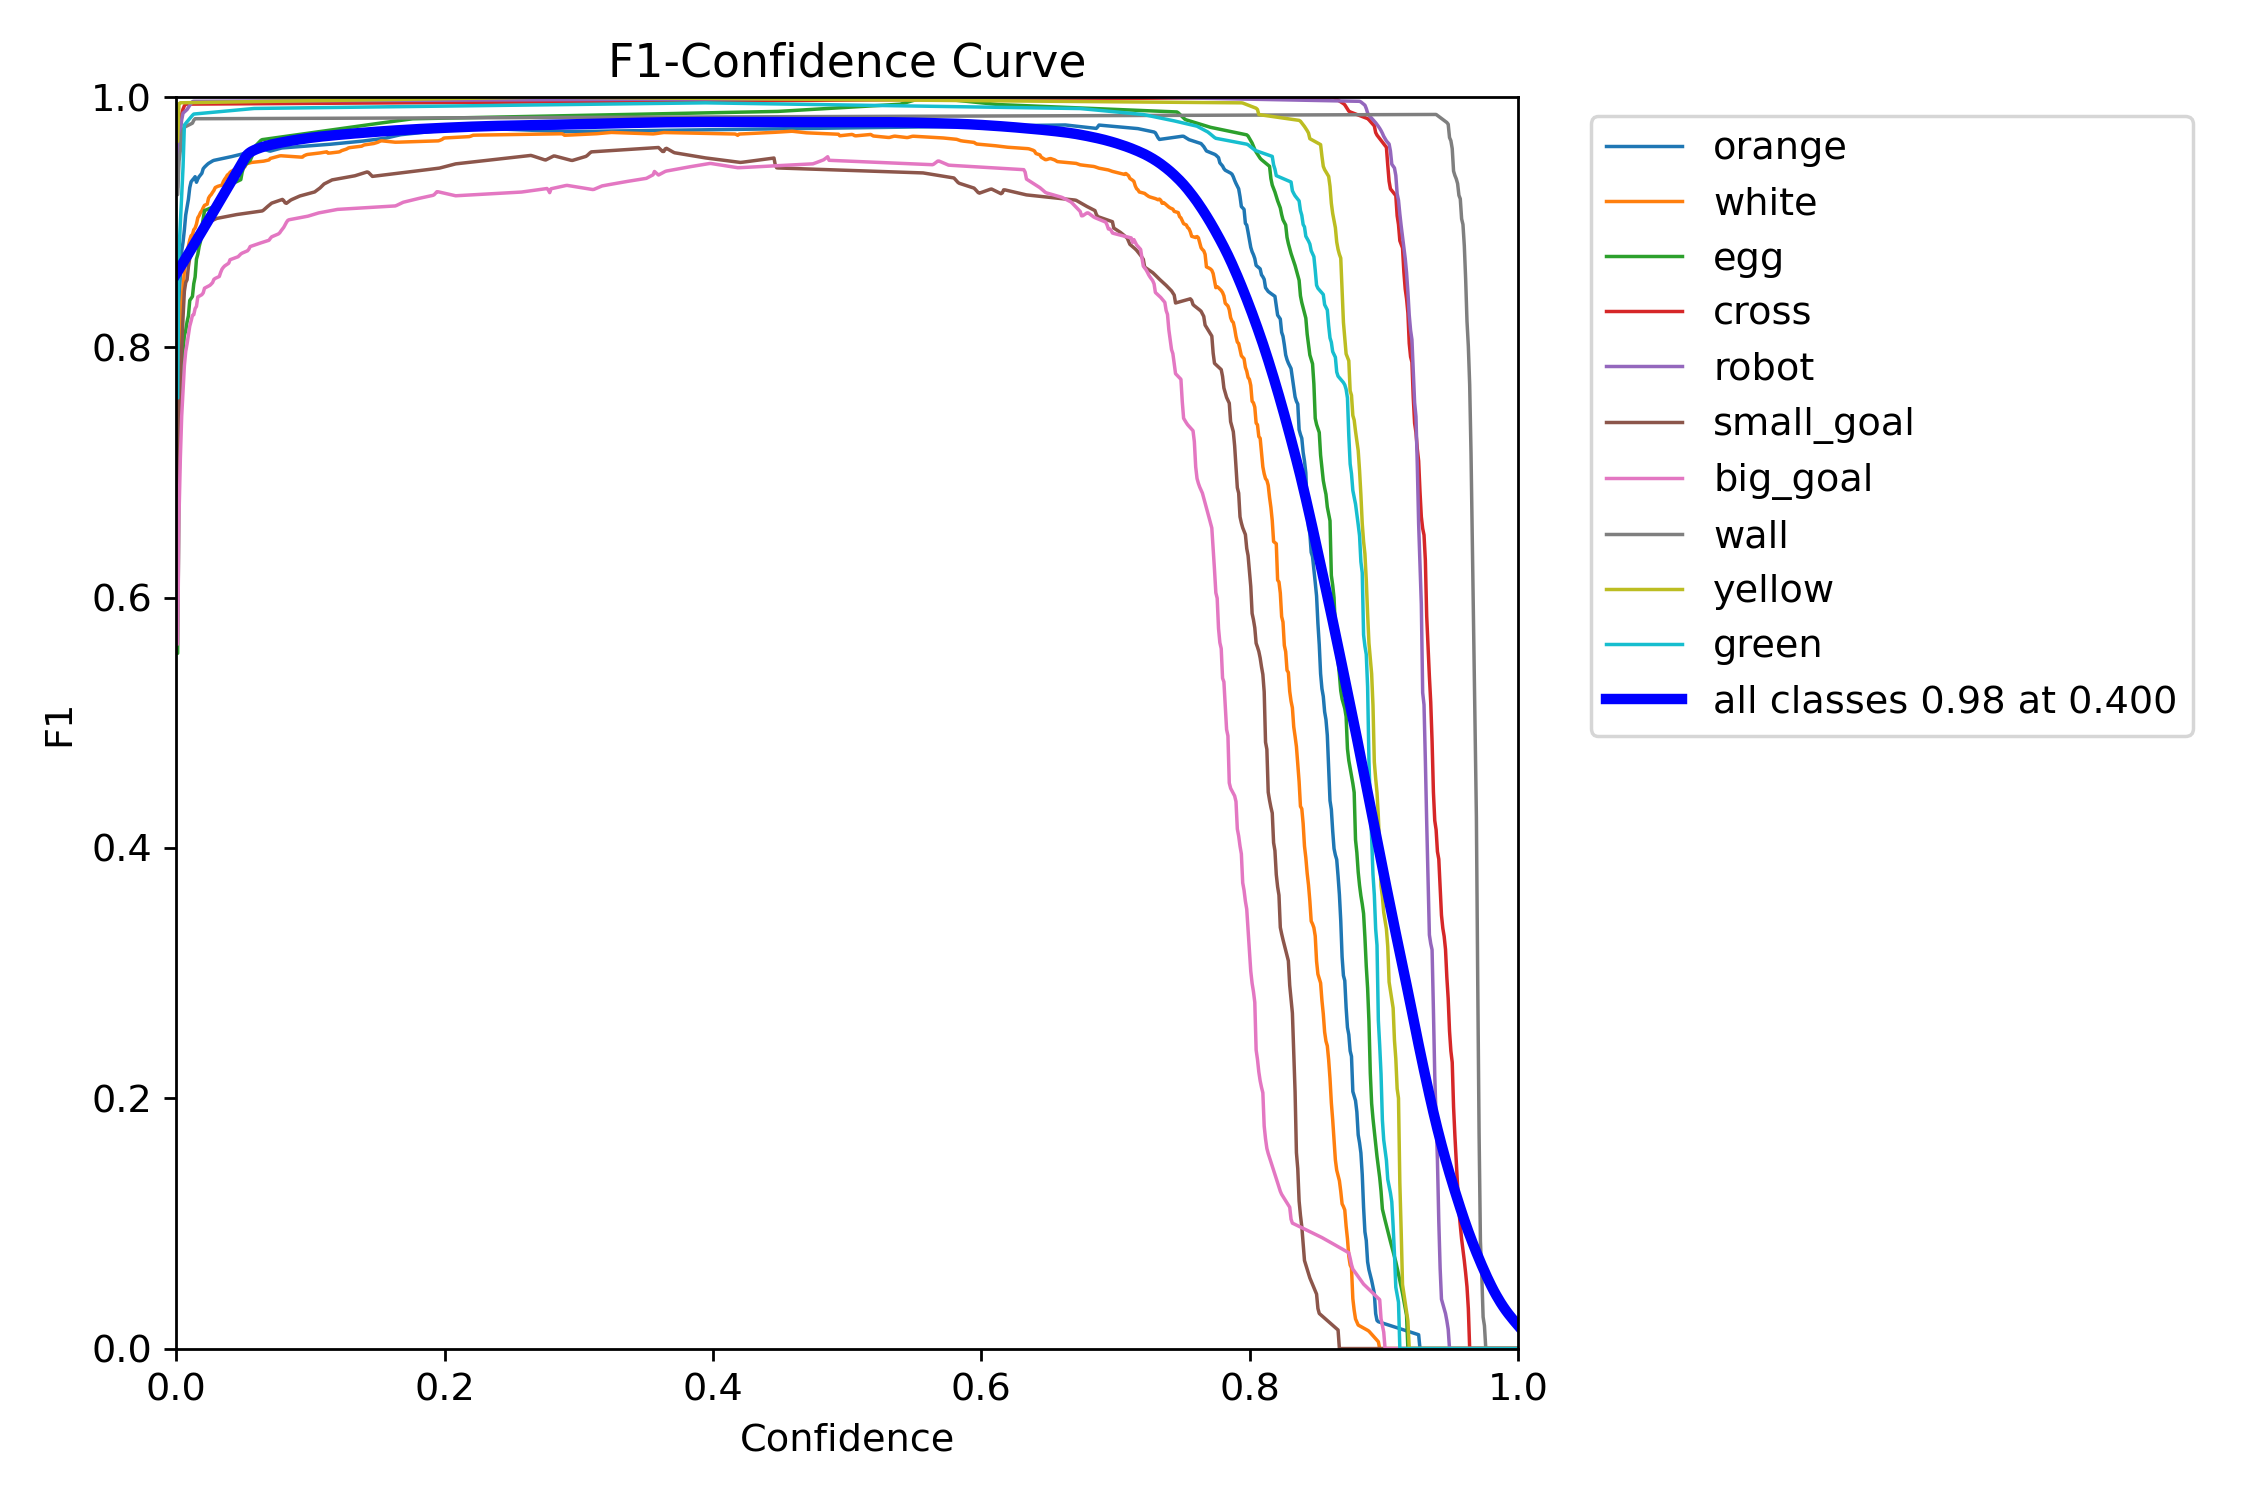 F1-Confidence Curve
1.0
0.8
0.6
0.4
0.2
0.0
F1
0.0 0.2 0.4 0.6 0.8 1.0
Confidence
orange
white
egg
cross
robot
small_goal
big_goal
wall
yellow
green
all classes 0.98 at 0.400